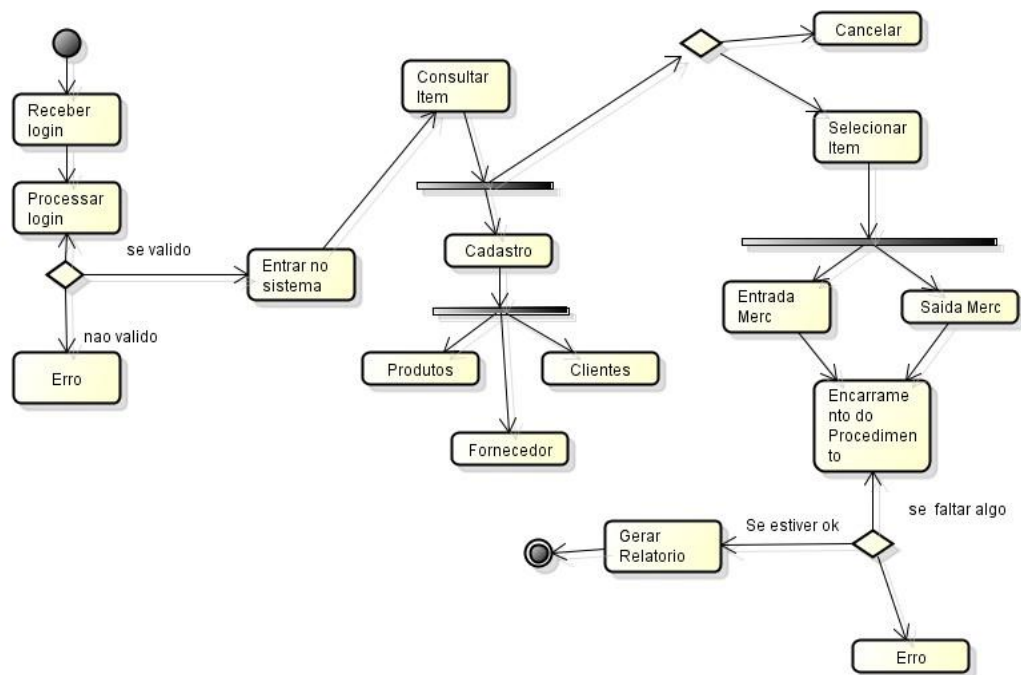 Receber
login
Processar
login
se valido
nao valido
Erro
Entrar no
sistema
Consultar
Item
Cadastro
Produtos
Clientes
Fornecedor
Cancelar
Selecionar
Item
Entrada
Merc
Saida Merc
Encarrame
nto do
Procedimen
to
se faltar algo
Se estiver ok
Gerar
Relatorio
Erro